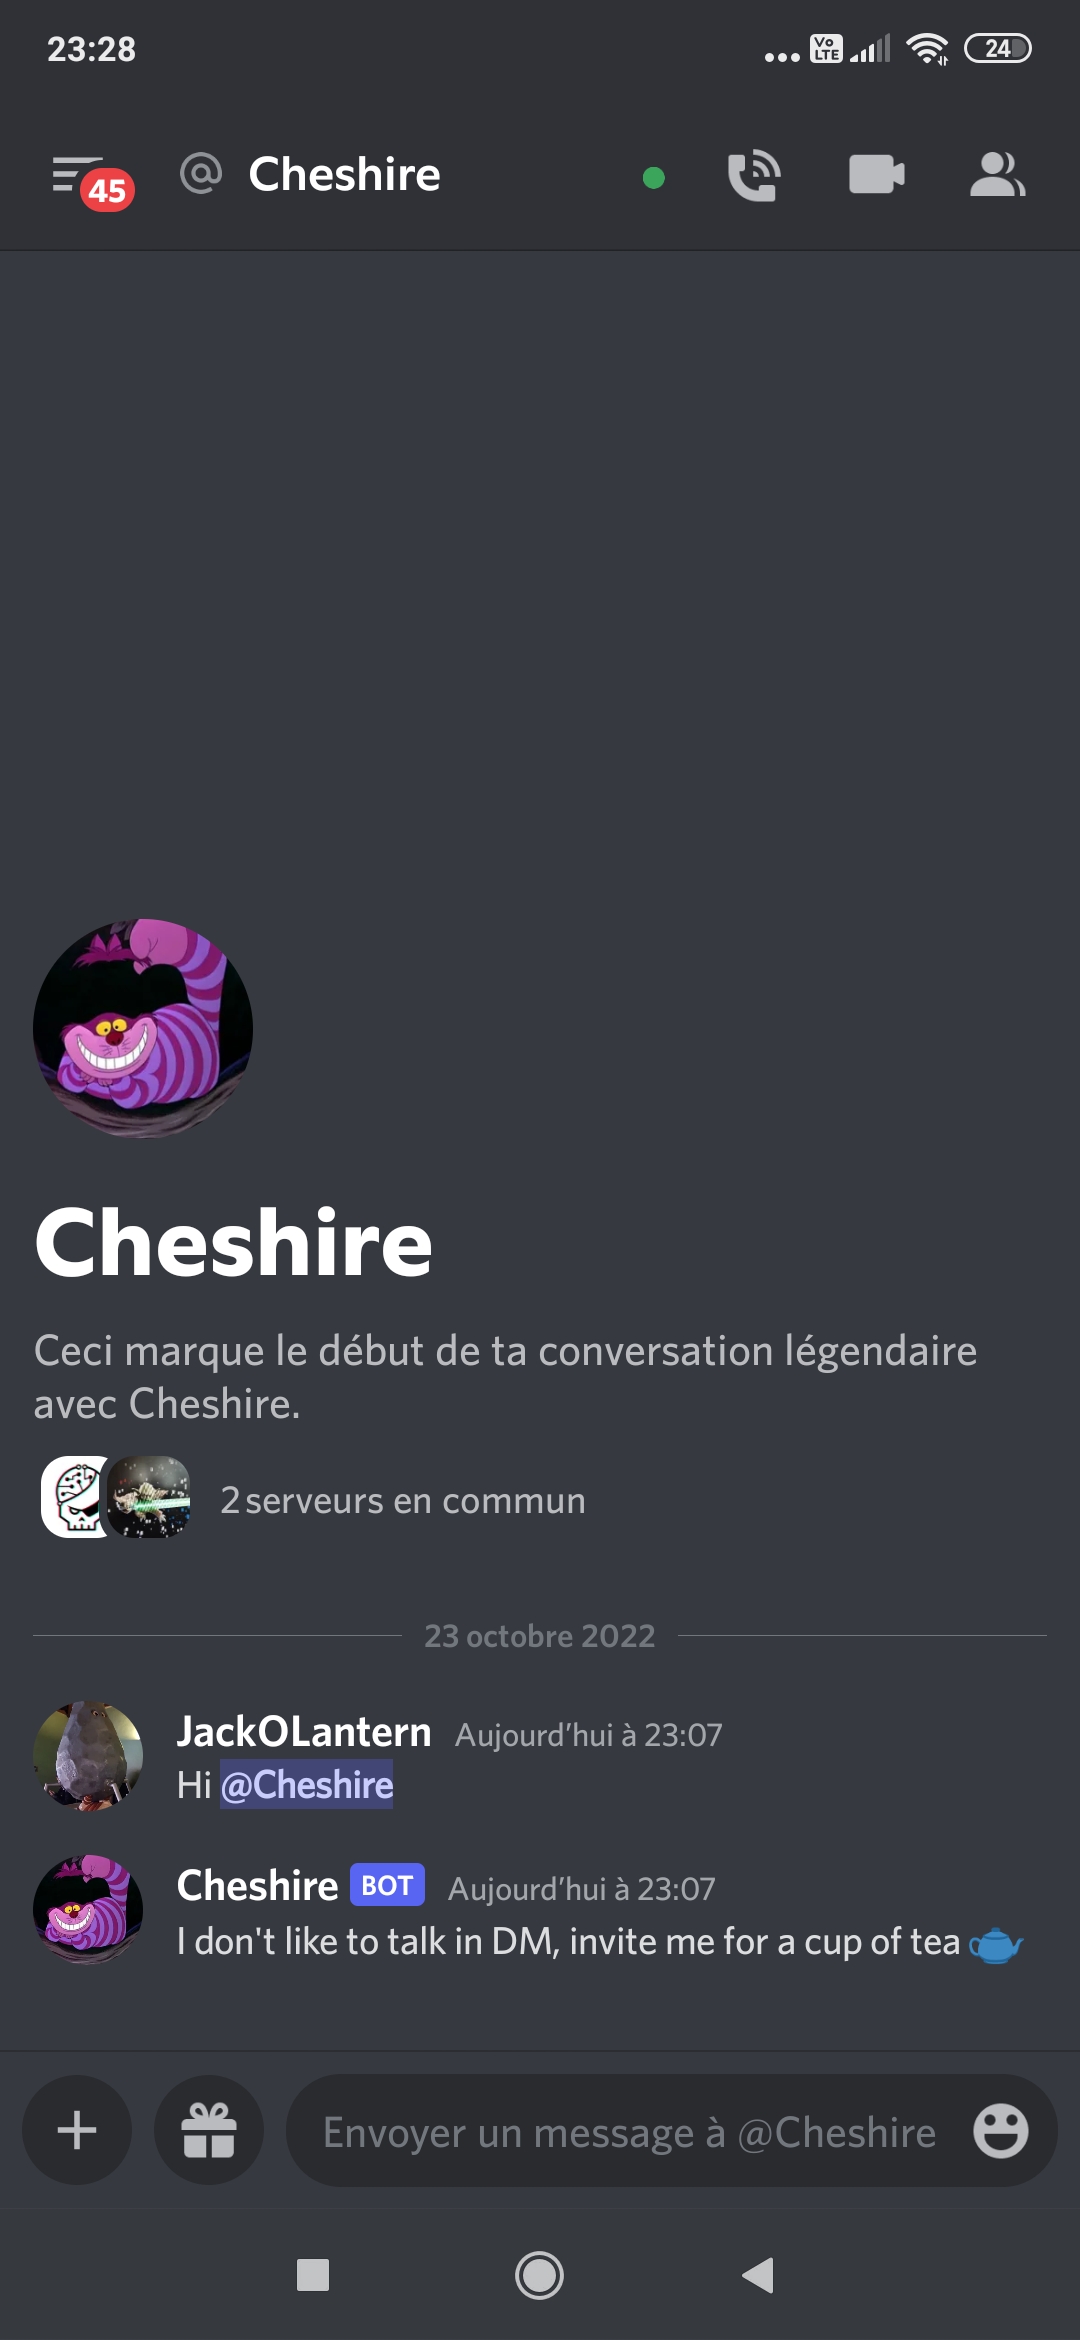 23:28
Vo LTE
24
45
@ Cheshire
Cheshire
Ceci marque le début de ta conversation légendaire
avec Cheshire.
2 serveurs en commun
23 octobre 2022
JackOLantern Aujourd’hui à 23:07
Hi @Cheshire
Cheshire BOT Aujourd’hui à 23:07
I don't like to talk in DM, invite me for a cup of tea
Envoyer un message à @Cheshire